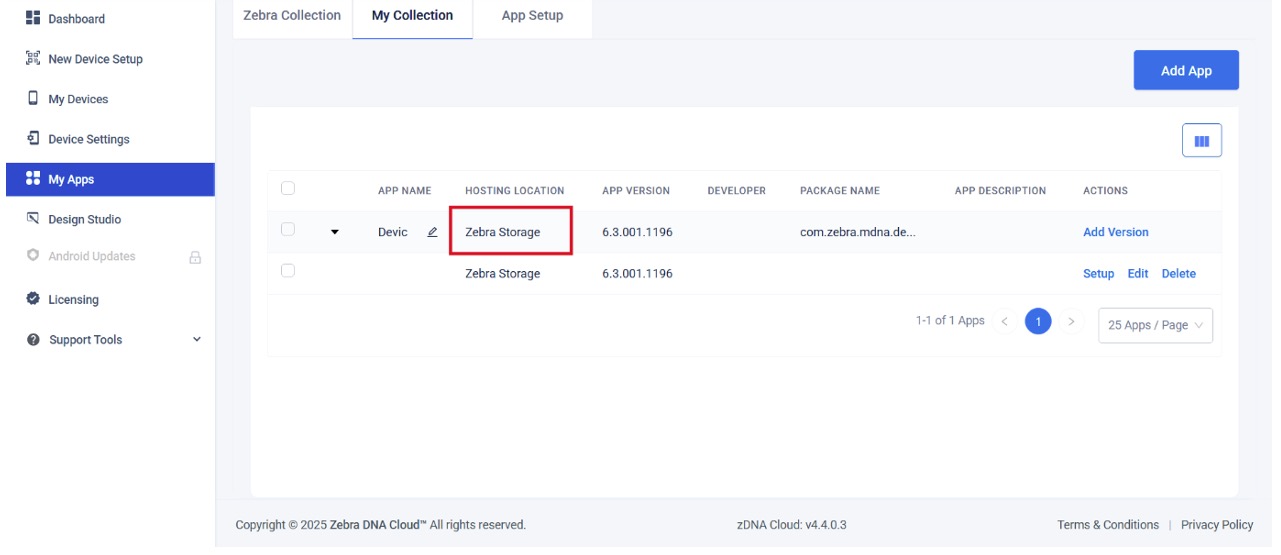 Dashboard
New Device Setup
My Devices
Device Settings
My Apps
Design Studio
Android Updates
Licensing
Support Tools
Zebra Collection My Collection App Setup
Add App
APP NAME HOSTING LOCATION APP VERSION DEVELOPER PACKAGE NAME APP DESCRIPTION ACTIONS
Devic Zebra Storage 6.3.001.1196 com.zebra.mdna.de... Add Version
Zebra Storage 6.3.001.1196 Setup Edit Delete
1-1 of 1 Apps < 1 > 25 Apps / Page
Copyright © 2025 Zebra DNA Cloud™ All rights reserved. zDNA Cloud: v4.4.0.3 Terms & Conditions | Privacy Policy